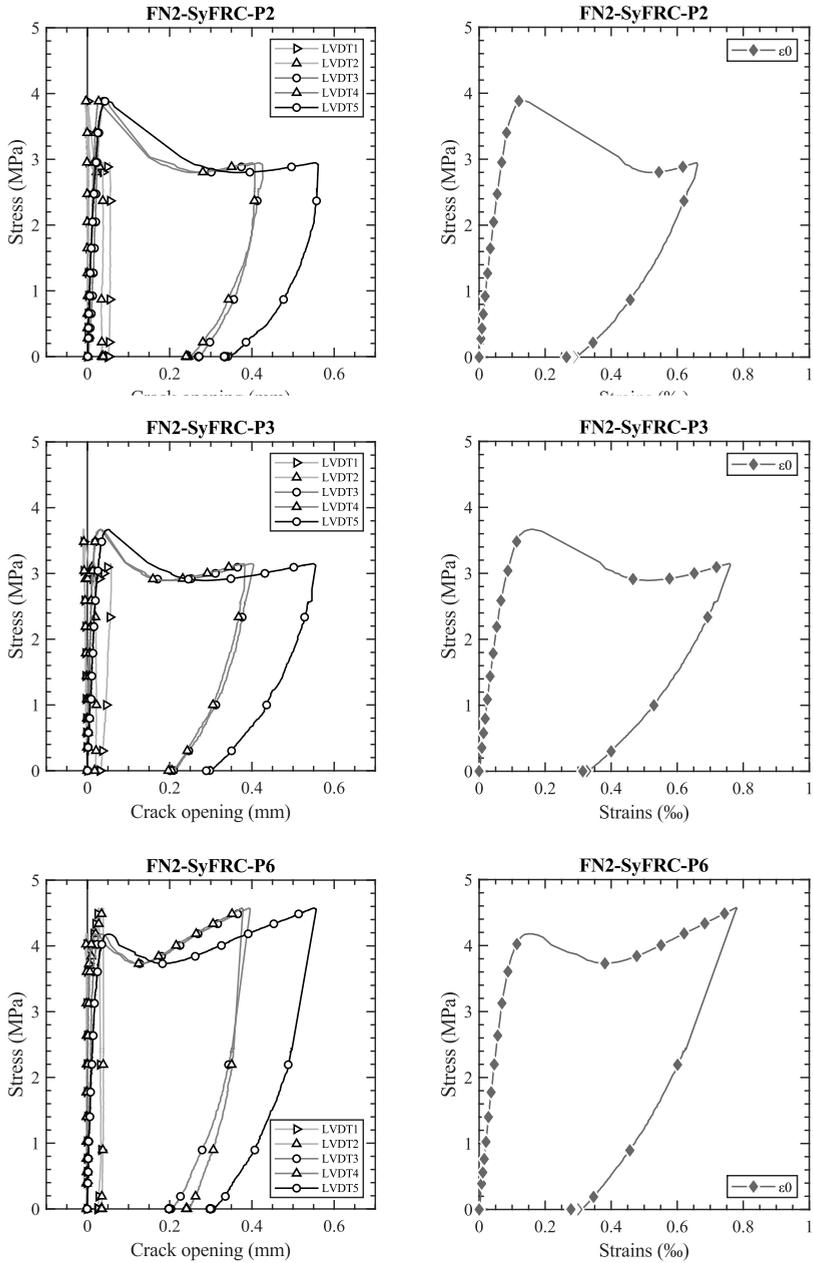 FN2-SyFRC-P2
5
4
3
2
1
0
Stress (MPa)
LVDT1
LVDT2
LVDT3
LVDT4
LVDT5
0 0.2 0.4 0.6
Crack opening (mm)
FN2-SyFRC-P2
5
4
3
2
1
0
Stress (MPa)
ε0
0 0.2 0.4 0.6 0.8 1
Strains (‰)
FN2-SyFRC-P3
5
4
3
2
1
0
Stress (MPa)
LVDT1
LVDT2
LVDT3
LVDT4
LVDT5
0 0.2 0.4 0.6
Crack opening (mm)
FN2-SyFRC-P3
5
4
3
2
1
0
Stress (MPa)
ε0
0 0.2 0.4 0.6 0.8 1
Strains (‰)
FN2-SyFRC-P6
5
4
3
2
1
0
Stress (MPa)
LVDT1
LVDT2
LVDT3
LVDT4
LVDT5
0 0.2 0.4 0.6
Crack opening (mm)
FN2-SyFRC-P6
5
4
3
2
1
0
Stress (MPa)
ε0
0 0.2 0.4 0.6 0.8 1
Strains (‰)